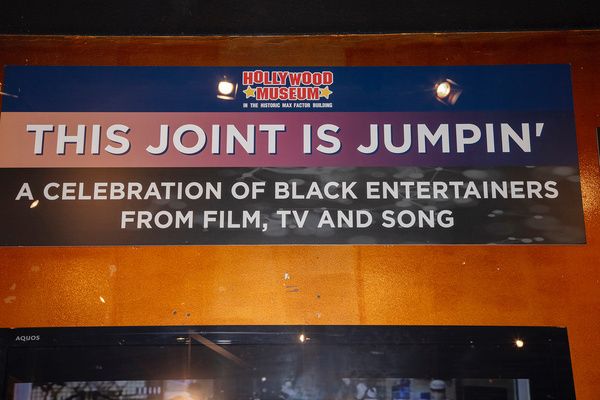 HOLLYWOOD
MUSEUM
IN THE HISTORIC MAX FACTOR BUILDING
THIS JOINT IS JUMPIN'
A CELEBRATION OF BLACK ENTERTAINERS
FROM FILM, TV AND SONG
AQUOS